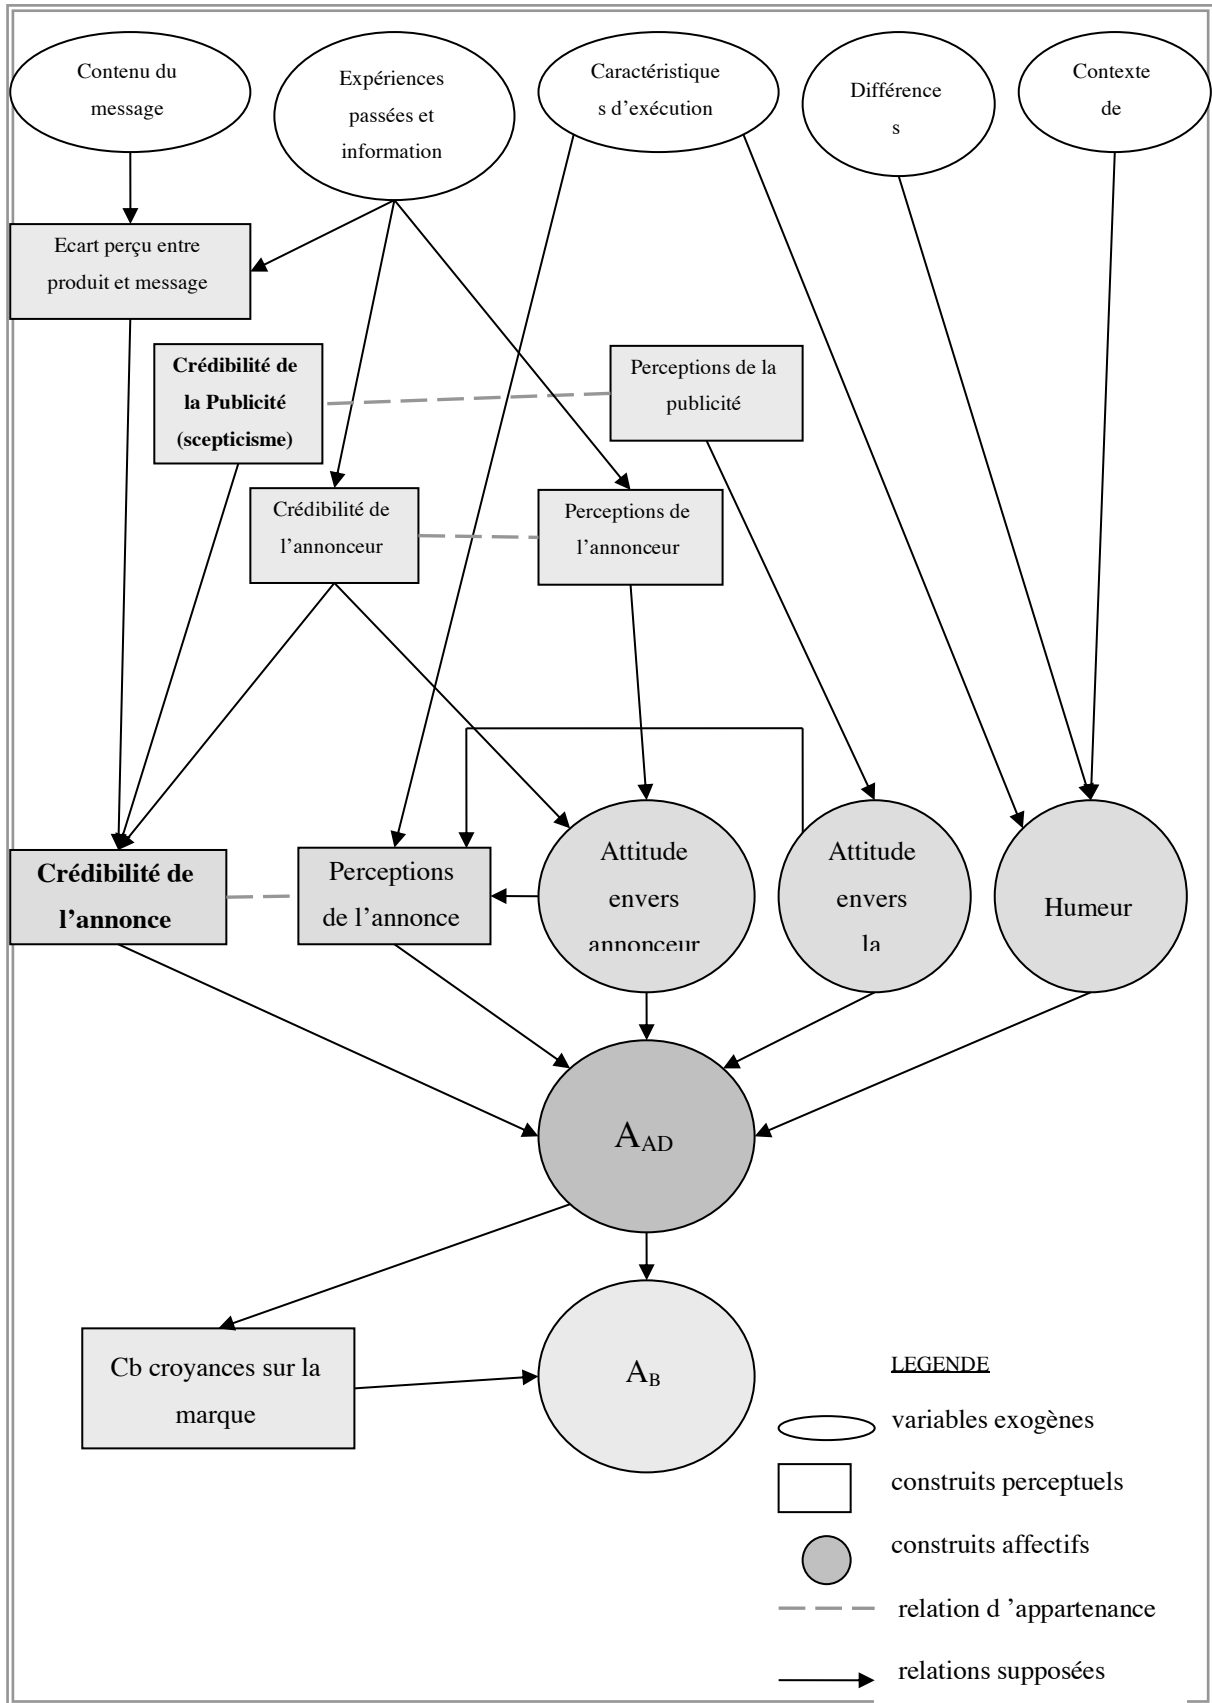 Contenu du
message
Expériences
passées et
information
Caractéristique
s d’exécution
Différence
s
Contexte
de
Ecart perçu entre
produit et message
Crédibilité de
la Publicité
(scepticisme)
Perceptions de la
publicité
Crédibilité de
l’annonceur
Perceptions de
l’annonceur
Crédibilité de
l’annonce
Perceptions
de l’annonce
Attitude
envers
annonceur
Attitude
envers
la
Humeur
AAD
AB
Cb croyances sur la
marque
LEGENDE
variables exogènes
construits perceptuels
construits affectifs
relation d ’appartenance
relations supposées